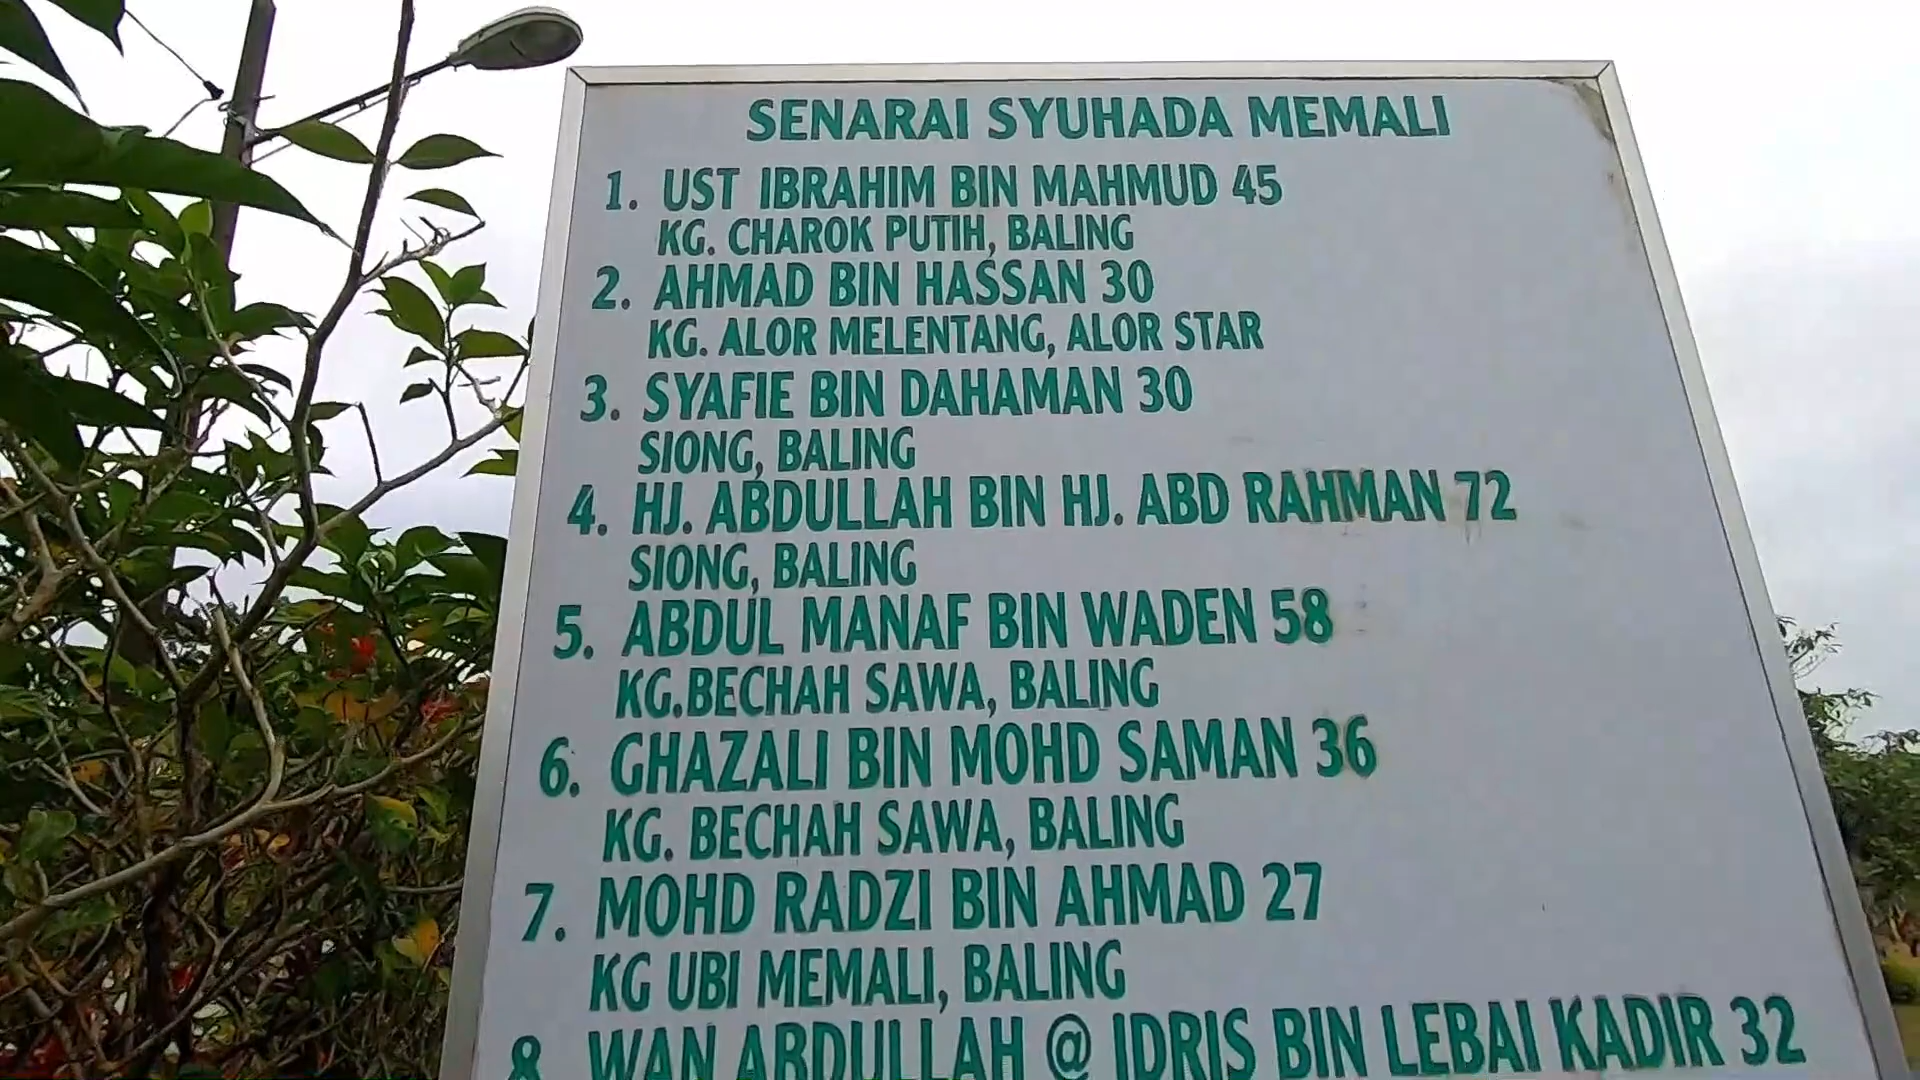 SENARAI SYUHADA MEMALI
1. UST IBRAHIM BIN MAHMUD 45
KG. CHAROK PUTIH, BALING
2. AHMAD BIN HASSAN 30
KG. ALOR MELENTANG, ALOR STAR
3. SYAFIE BIN DAHAMAN 30
SIONG, BALING
4. HJ. ABDULLAH BIN HJ. ABD RAHMAN 72
SIONG, BALING
5. ABDUL MANAF BIN WADEN 58
KG.BECHAH SAWA, BALING
6. GHAZALI BIN MOHD SAMAN 36
KG. BECHAH SAWA, BALING
7. MOHD RADZI BIN AHMAD 27
KG UBI MEMALI, BALING
8. WAN ABDULLAH @ IDRIS BIN LEBAI KADIR 32